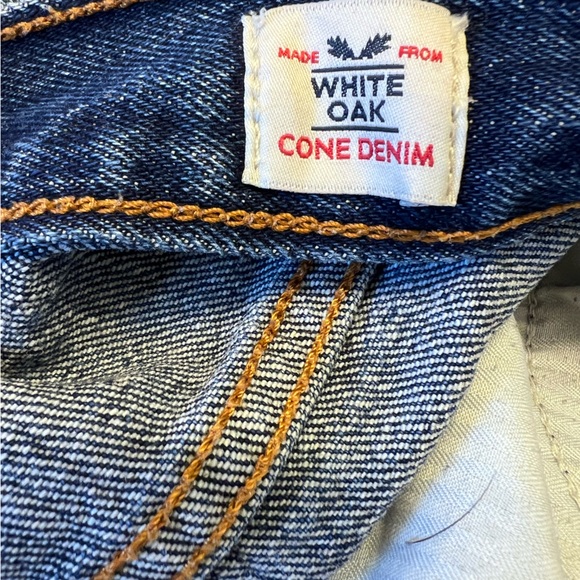 MADE FROM
WHITE
OAK
CONE DENIM